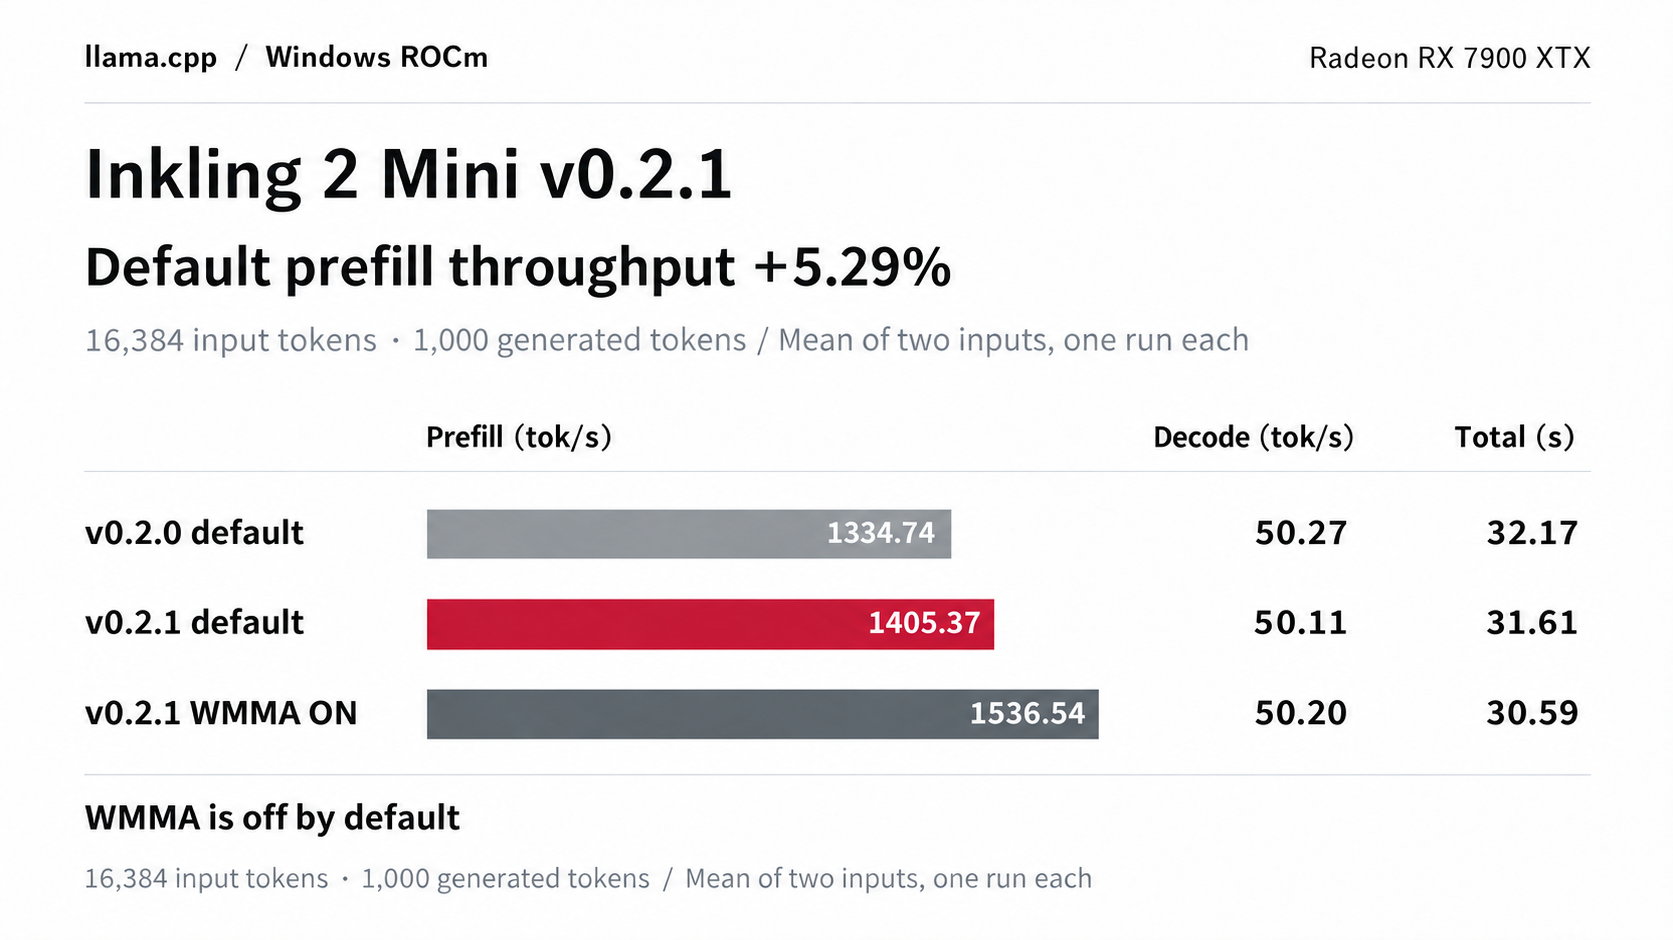 llama.cpp / Windows ROCm
Radeon RX 7900 XTX
Inkling 2 Mini v0.2.1
Default prefill throughput +5.29%
16,384 input tokens · 1,000 generated tokens / Mean of two inputs, one run each
Prefill (tok/s) Decode (tok/s) Total (s)
v0.2.0 default 1334.74 50.27 32.17
v0.2.1 default 1405.37 50.11 31.61
v0.2.1 WMMA ON 1536.54 50.20 30.59
WMMA is off by default
16,384 input tokens · 1,000 generated tokens / Mean of two inputs, one run each